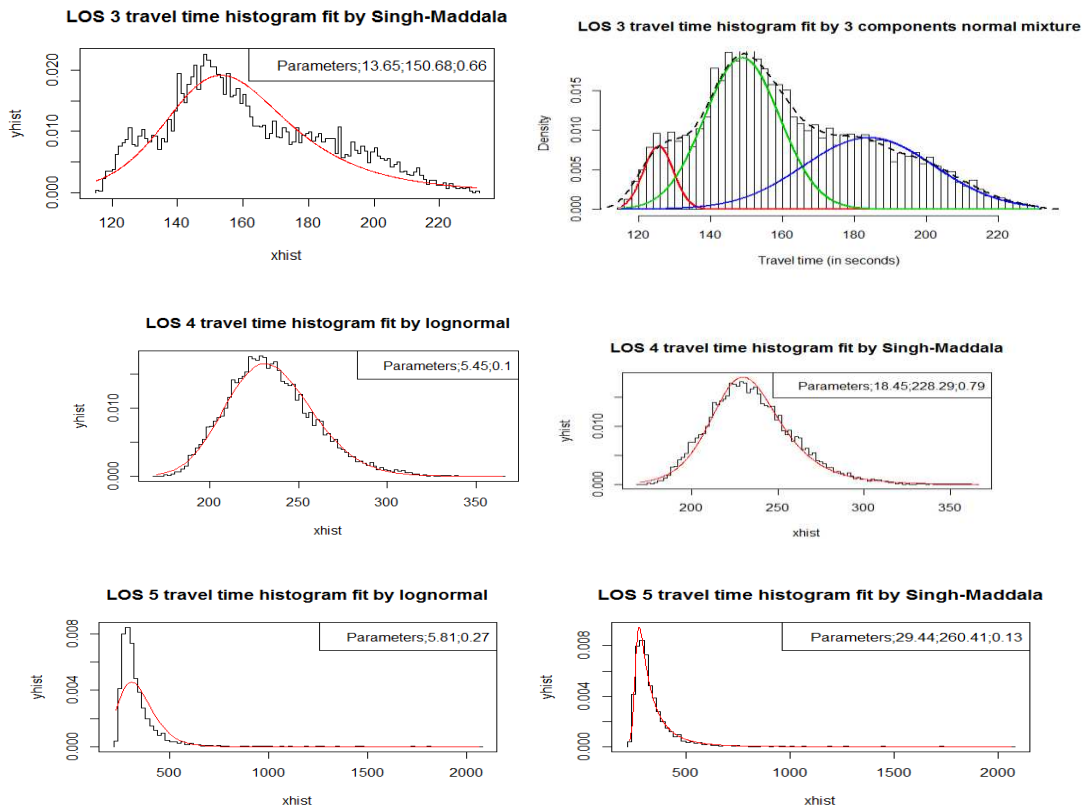 LOS 3 travel time histogram fit by Singh-Maddala
Parameters;13.65;150.68;0.66
yhist
0.000 0.010 0.020
120 140 160 180 200 220
xhist
LOS 3 travel time histogram fit by 3 components normal mixture
Density
0.000 0.005 0.010 0.015
120 140 160 180 200 220
Travel time (in seconds)
LOS 4 travel time histogram fit by lognormal
Parameters;5.45;0.1
yhist
0.000 0.010
200 250 300 350
xhist
LOS 4 travel time histogram fit by Singh-Maddala
Parameters;18.45;228.29;0.79
yhist
0.000 0.010
200 250 300 350
xhist
LOS 5 travel time histogram fit by lognormal
Parameters;5.81;0.27
yhist
0.000 0.004 0.008
500 1000 1500 2000
xhist
LOS 5 travel time histogram fit by Singh-Maddala
Parameters;29.44;260.41;0.13
yhist
0.000 0.004 0.008
500 1000 1500 2000
xhist